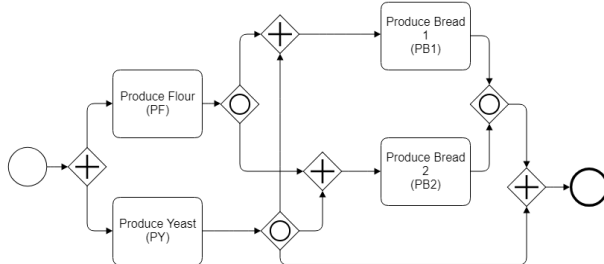 Produce Bread
1
(PB1)
Produce Flour
(PF)
Produce Bread
2
(PB2)
Produce Yeast
(PY)